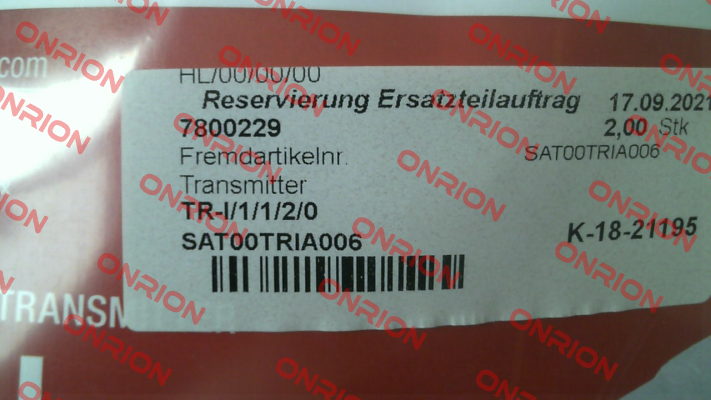 .com
HL/00/00/00
Reservierung Ersatzteilauftrag 17.09.2021
7800229 2,00 Stk
Fremdartikelnr. SAT00TRIA006
Transmitter
TR-I/1/1/2/0
SAT00TRIA006 K-18-21195
TRANSM
R
ONRION